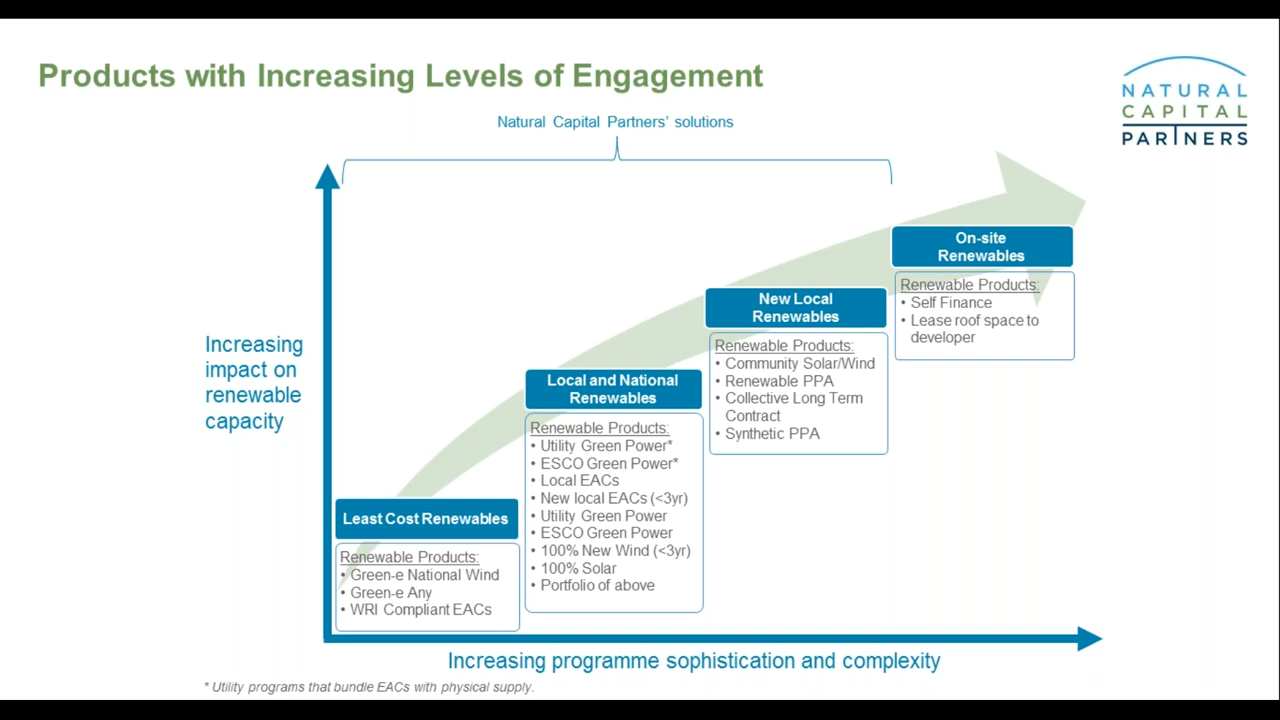 Products with Increasing Levels of Engagement
NATURAL
CAPITAL
PARTNERS
Natural Capital Partners' solutions
Increasing
impact on
renewable
capacity
Least Cost Renewables
Renewable Products:
• Green-e National Wind
• Green-e Any
• WRI Compliant EACs
Local and National
Renewables
Renewable Products:
• Utility Green Power*
• ESCO Green Power*
• Local EACs
• New local EACs (<3yr)
• Utility Green Power
• ESCO Green Power
• 100% New Wind (<3yr)
• 100% Solar
• Portfolio of above
New Local
Renewables
Renewable Products:
• Community Solar/Wind
• Renewable PPA
• Collective Long Term
Contract
• Synthetic PPA
On-site
Renewables
Renewable Products:
• Self Finance
• Lease roof space to
developer
Increasing programme sophistication and complexity
* Utility programs that bundle EACs with physical supply.